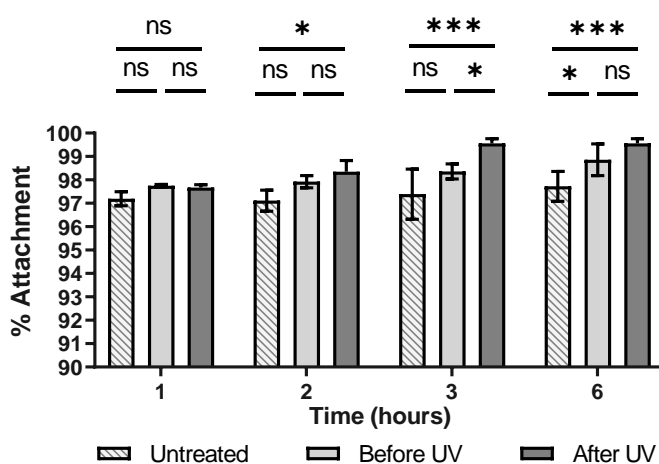 ns * *** ***
ns ns ns ns ns * * ns
100
99
98
97
96
95
94
93
92
91
90
% Attachment
1 2 3 6
Time (hours)
Untreated Before UV After UV